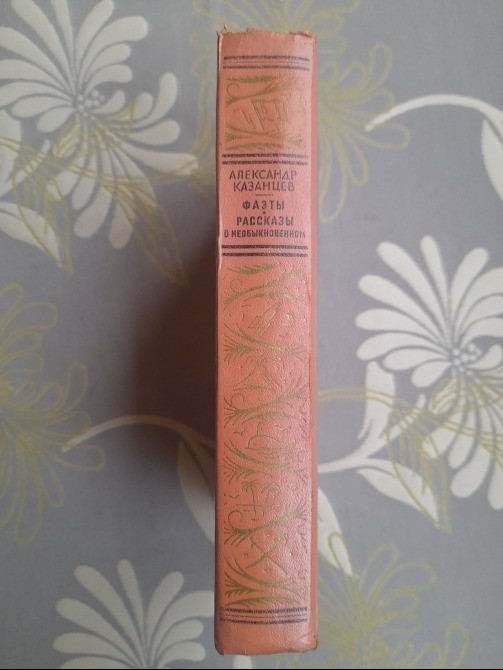 АЛЕКСАНДР
КАЗАНЦЕВ
ФАЭТЫ
РАССКАЗЫ
О НЕОБЫКНОВЕННОМ